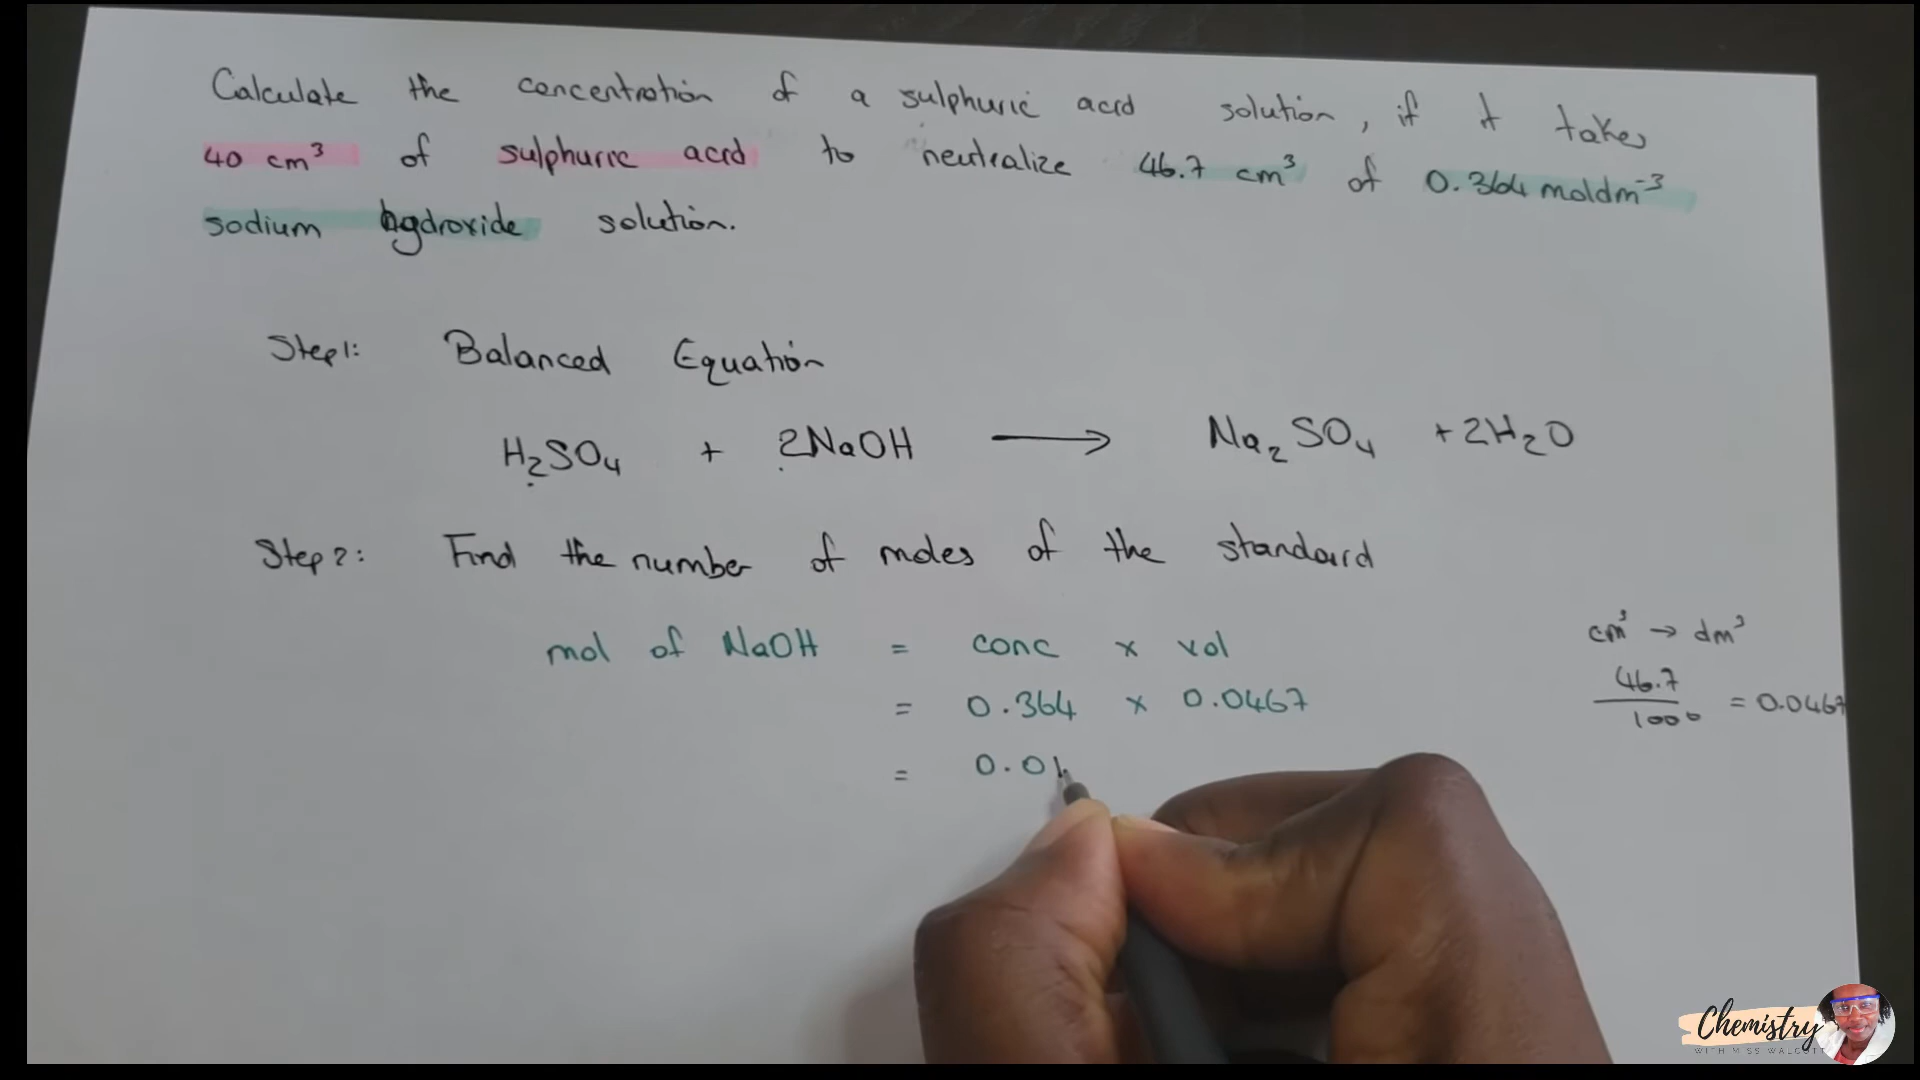 Calculate the concentration of a sulphuric acid solution, if it takes
40 cm³ of sulphuric acid to neutralize 46.7 cm³ of 0.364 moldm⁻³
sodium hydroxide solution.
Step 1: Balanced Equation
H₂SO₄ + 2NaOH → Na₂SO₄ + 2H₂O
Step 2: Find the number of moles of the standard
mol of NaOH = conc x vol
= 0.364 x 0.0467
= 0.01
cm³ → dm³
46.7
1000
= 0.0467
Chemistry
WITH MISS WALCOTT